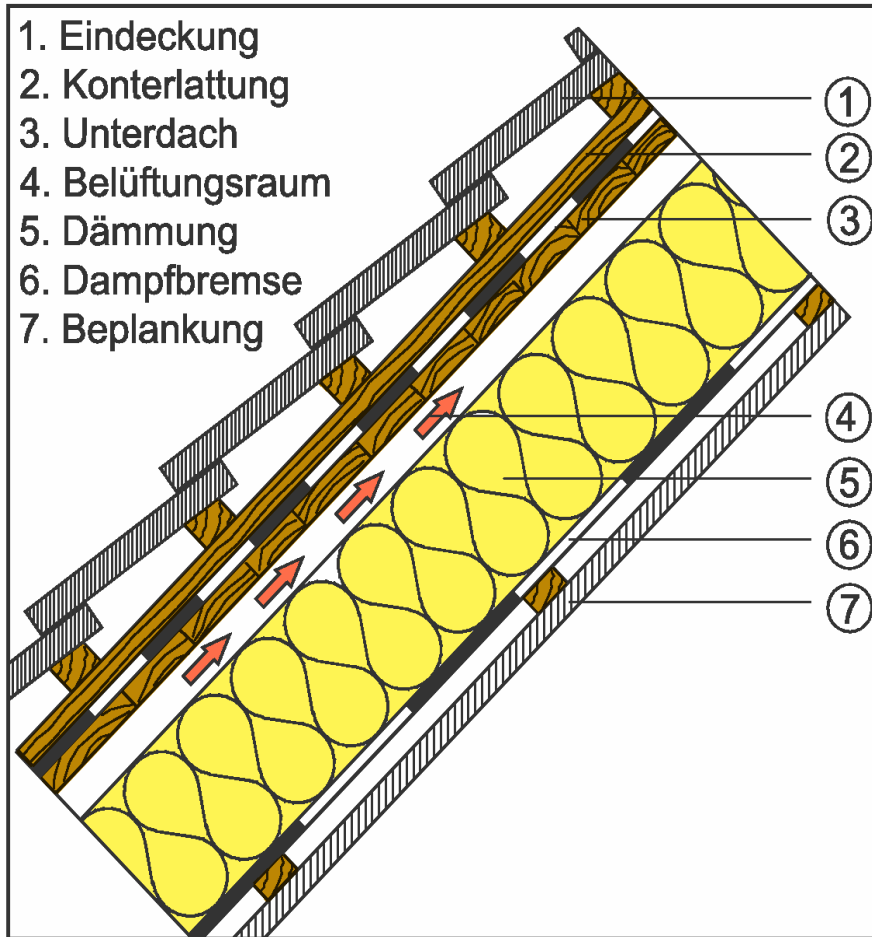 1. Eindeckung
2. Konterlattung
3. Unterdach
4. Belüftungsraum
5. Dämmung
6. Dampfbremse
7. Beplankung
1
2
3
4
5
6
7